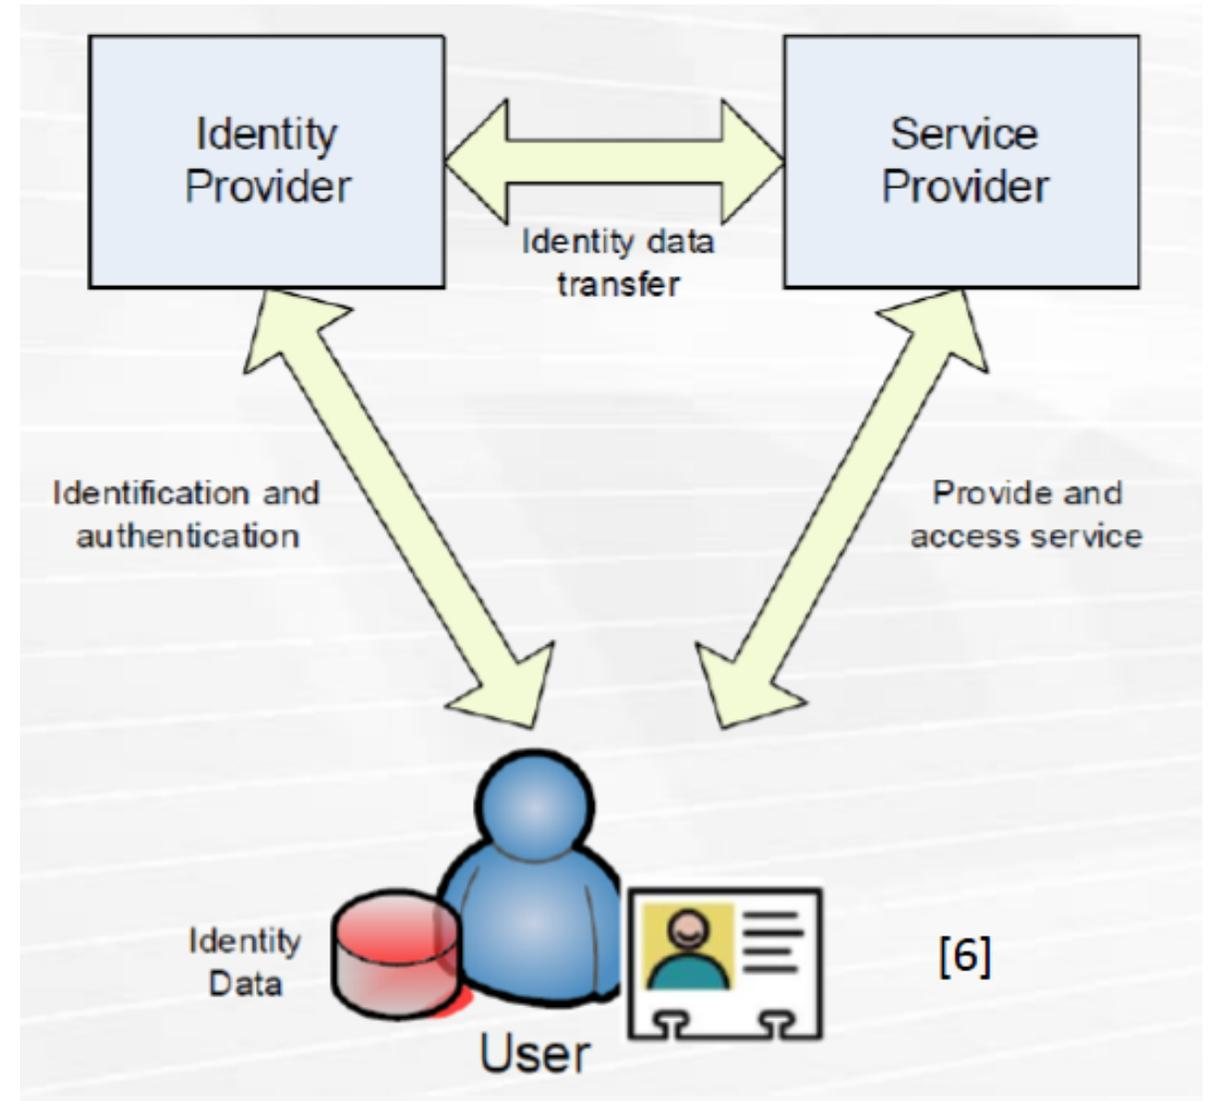 Identity
Provider
Service
Provider
Identity data
transfer
Identification and
authentication
Provide and
access service
Identity
Data
[6]
User